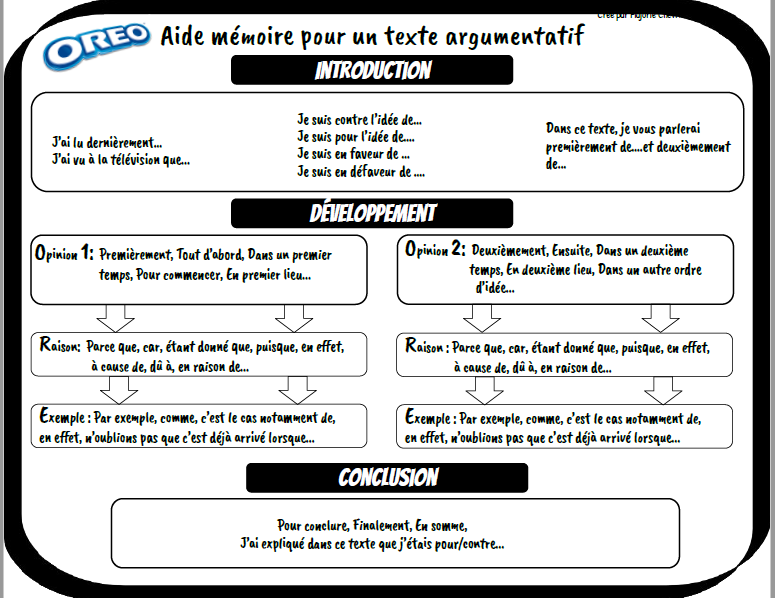 Créé par Marjorie
OREO Aide mémoire pour un texte argumentatif
INTRODUCTION
J'ai lu dernièrement...
J'ai vu à la télévision que...
Je suis contre l'idée de...
Je suis pour l'idée de....
Je suis en faveur de ...
Je suis en défaveur de ....
Dans ce texte, je vous parlerai
premièrement de....et deuxièmement
de...
DÉVELOPPEMENT
Opinion 1: Premièrement, Tout d'abord, Dans un premier
temps, Pour commencer, En premier lieu...
Raison: Parce que, car, étant donné que, puisque, en effet,
à cause de, dû à, en raison de...
Exemple : Par exemple, comme, c'est le cas notamment de,
en effet, n'oublions pas que c'est déjà arrivé lorsque...
Opinion 2: Deuxièmement, Ensuite, Dans un deuxième
temps, En deuxième lieu, Dans un autre ordre
d'idée...
Raison : Parce que, car, étant donné que, puisque, en effet,
à cause de, dû à, en raison de...
Exemple : Par exemple, comme, c'est le cas notamment de,
en effet, n'oublions pas que c'est déjà arrivé lorsque...
CONCLUSION
Pour conclure, Finalement, En somme,
J'ai expliqué dans ce texte que j'étais pour/contre...